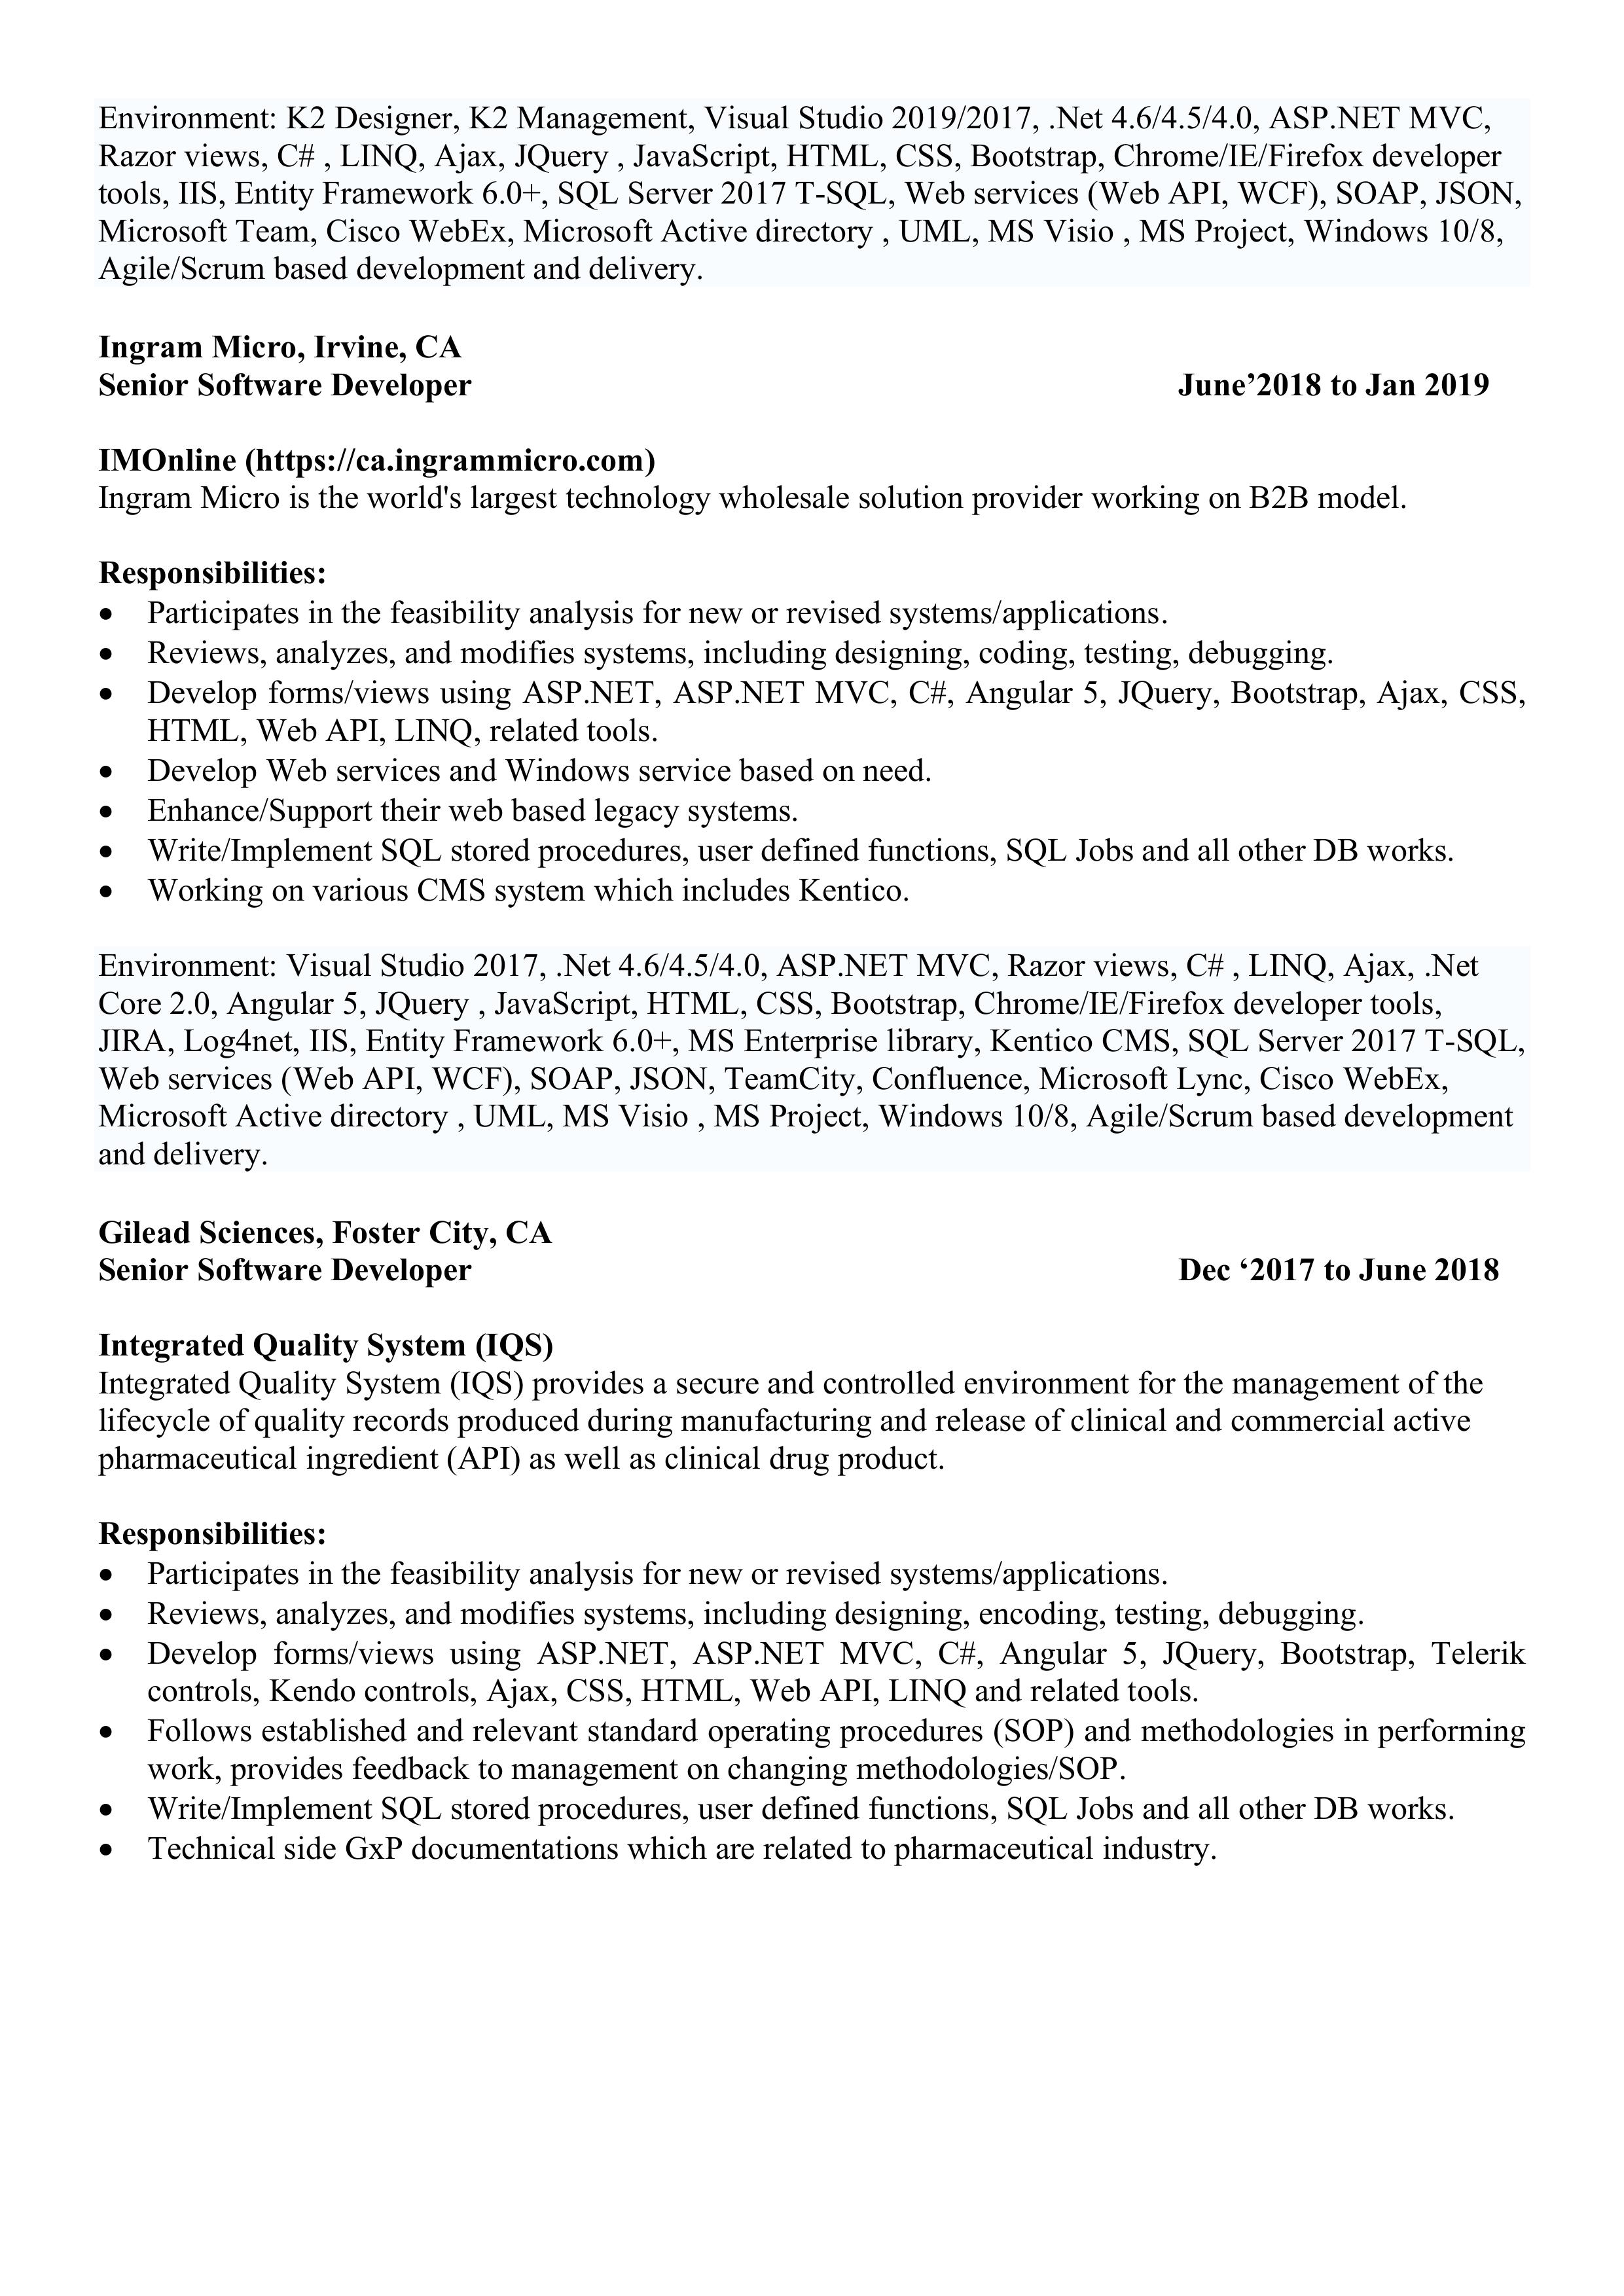 Environment: K2 Designer, K2 Management, Visual Studio 2019/2017, .Net 4.6/4.5/4.0, ASP.NET MVC,
Razor views, C# , LINQ, Ajax, JQuery , JavaScript, HTML, CSS, Bootstrap, Chrome/IE/Firefox developer
tools, IIS, Entity Framework 6.0+, SQL Server 2017 T-SQL, Web services (Web API, WCF), SOAP, JSON,
Microsoft Team, Cisco WebEx, Microsoft Active directory , UML, MS Visio , MS Project, Windows 10/8,
Agile/Scrum based development and delivery.
Ingram Micro, Irvine, CA
Senior Software Developer June’2018 to Jan 2019
IMOnline (https://ca.ingrammicro.com)
Ingram Micro is the world's largest technology wholesale solution provider working on B2B model.
Responsibilities:
• Participates in the feasibility analysis for new or revised systems/applications.
• Reviews, analyzes, and modifies systems, including designing, coding, testing, debugging.
• Develop forms/views using ASP.NET, ASP.NET MVC, C#, Angular 5, JQuery, Bootstrap, Ajax, CSS,
HTML, Web API, LINQ, related tools.
• Develop Web services and Windows service based on need.
• Enhance/Support their web based legacy systems.
• Write/Implement SQL stored procedures, user defined functions, SQL Jobs and all other DB works.
• Working on various CMS system which includes Kentico.
Environment: Visual Studio 2017, .Net 4.6/4.5/4.0, ASP.NET MVC, Razor views, C# , LINQ, Ajax, .Net
Core 2.0, Angular 5, JQuery , JavaScript, HTML, CSS, Bootstrap, Chrome/IE/Firefox developer tools,
JIRA, Log4net, IIS, Entity Framework 6.0+, MS Enterprise library, Kentico CMS, SQL Server 2017 T-SQL,
Web services (Web API, WCF), SOAP, JSON, TeamCity, Confluence, Microsoft Lync, Cisco WebEx,
Microsoft Active directory , UML, MS Visio , MS Project, Windows 10/8, Agile/Scrum based development
and delivery.
Gilead Sciences, Foster City, CA
Senior Software Developer Dec ‘2017 to June 2018
Integrated Quality System (IQS)
Integrated Quality System (IQS) provides a secure and controlled environment for the management of the
lifecycle of quality records produced during manufacturing and release of clinical and commercial active
pharmaceutical ingredient (API) as well as clinical drug product.
Responsibilities:
• Participates in the feasibility analysis for new or revised systems/applications.
• Reviews, analyzes, and modifies systems, including designing, encoding, testing, debugging.
• Develop forms/views using ASP.NET, ASP.NET MVC, C#, Angular 5, JQuery, Bootstrap, Telerik
controls, Kendo controls, Ajax, CSS, HTML, Web API, LINQ and related tools.
• Follows established and relevant standard operating procedures (SOP) and methodologies in performing
work, provides feedback to management on changing methodologies/SOP.
• Write/Implement SQL stored procedures, user defined functions, SQL Jobs and all other DB works.
• Technical side GxP documentations which are related to pharmaceutical industry.